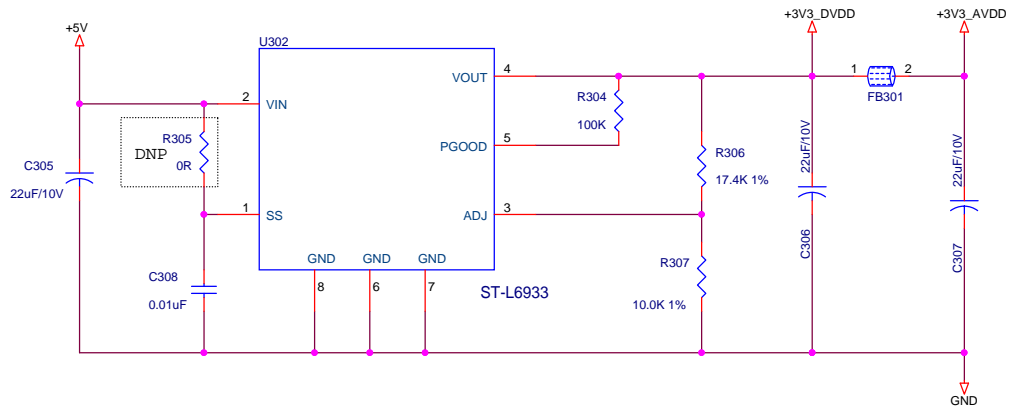 +5V
+3V3_DVDD
+3V3_AVDD
U302
VOUT
4
1
2
FB301
2
VIN
R304
100K
22uF/10V
22uF/10V
R305
DNP
0R
PGOOD
5
R306
17.4K 1%
C305
22uF/10V
1
SS
ADJ
3
C306
C307
GND
GND
GND
R307
10.0K 1%
C308
0.01uF
8
6
7
ST-L6933
GND